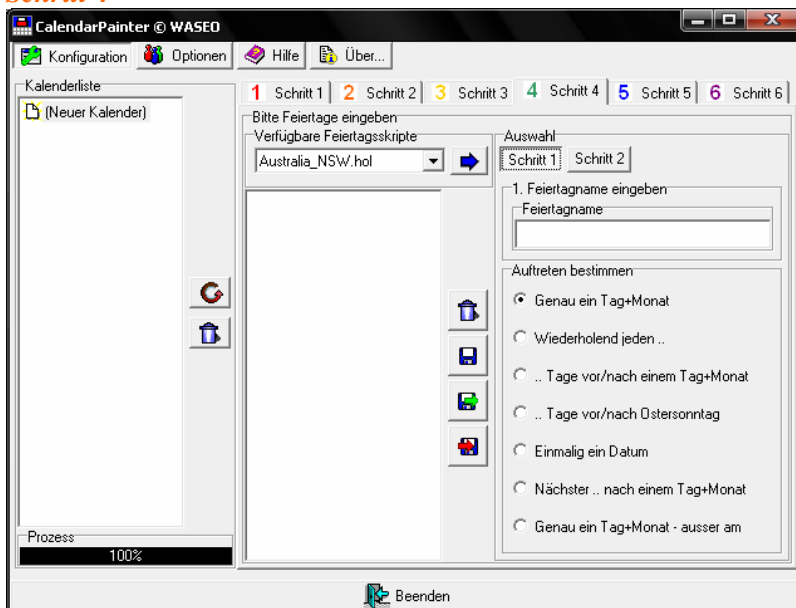 CalendarPainter © WASEO
Konfiguration Optionen Hilfe Über...
Kalenderliste
(Neuer Kalender)
1 Schritt 1 2 Schritt 2 3 Schritt 3 4 Schritt 4 5 Schritt 5 6 Schritt 6
Bitte Feiertage eingeben
Verfügbare Feiertagsskripte
Australia_NSW.hol
Auswahl
Schritt 1 Schritt 2
1. Feiertagname eingeben
Feiertagname
Auftreten bestimmen
Genau ein Tag+Monat
Wiederholend jeden ..
.. Tage vor/nach einem Tag+Monat
.. Tage vor/nach Ostersonntag
Einmalig ein Datum
Nächster .. nach einem Tag+Monat
Genau ein Tag+Monat - ausser am
Prozess
100%
Beenden